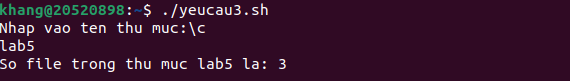 khang@20520898:~$ ./yeucau3.sh
Nhap vao ten thu muc:\c
lab5
So file trong thu muc lab5 la: 3